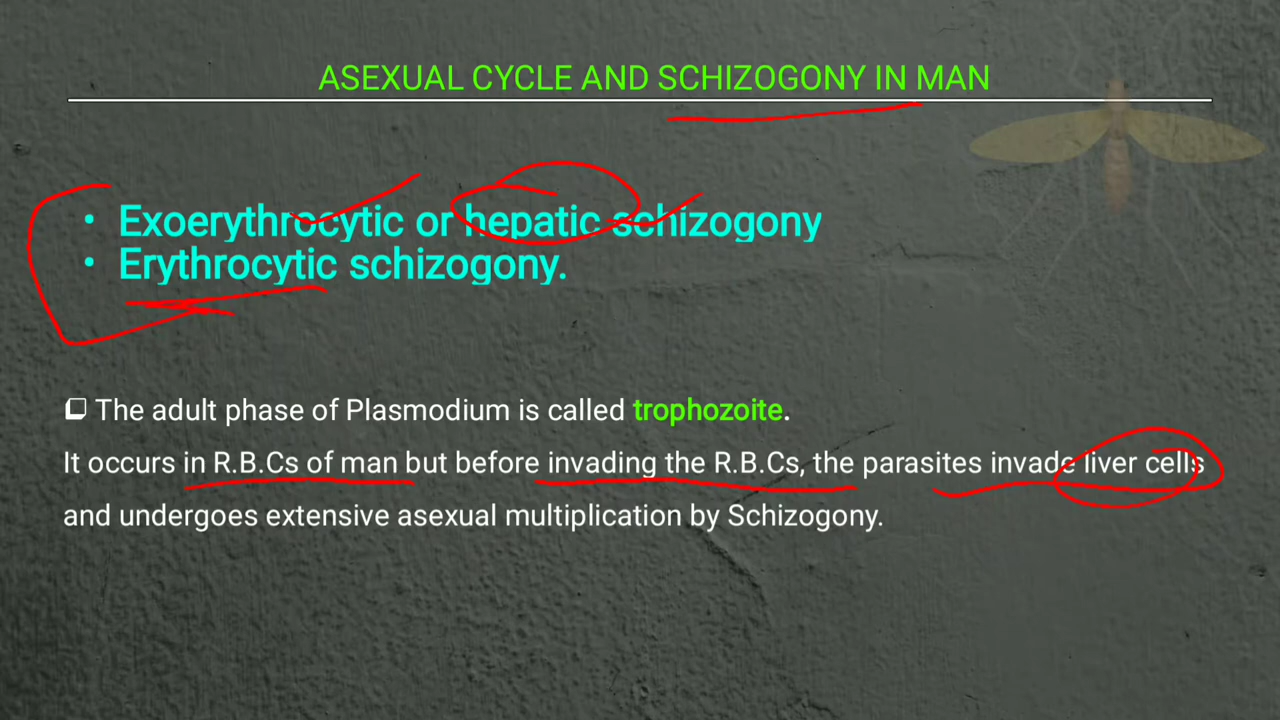 ASEXUAL CYCLE AND SCHIZOGONY IN MAN
• Exoerythrocytic or hepatic schizogony
• Erythrocytic schizogony.
❑ The adult phase of Plasmodium is called trophozoite.
It occurs in R.B.Cs of man but before invading the R.B.Cs, the parasites invade liver cells
and undergoes extensive asexual multiplication by Schizogony.